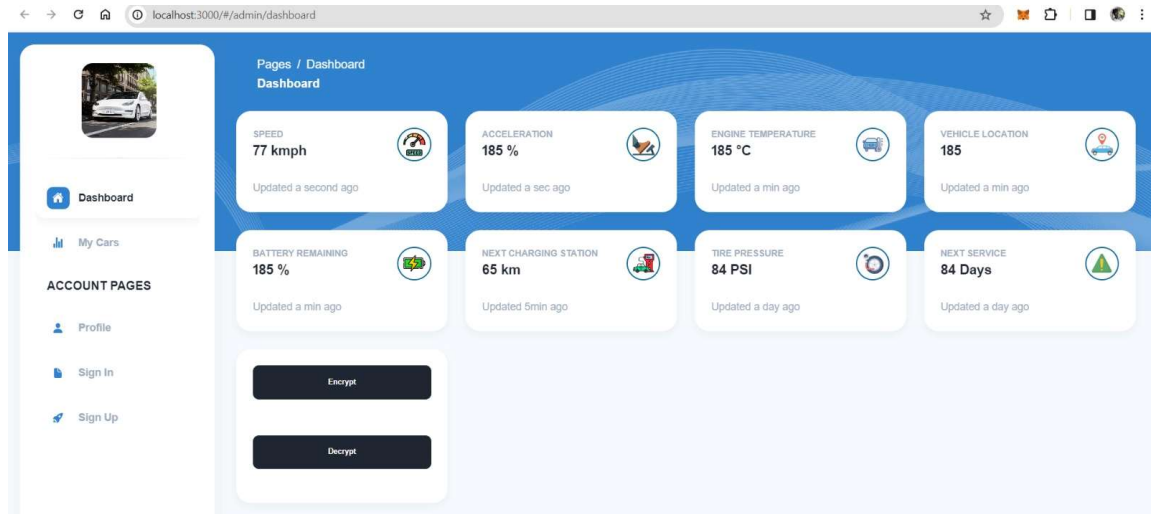 localhost:3000/#/admin/dashboard
Pages / Dashboard
Dashboard
Dashboard
My Cars
ACCOUNT PAGES
Profile
Sign In
Sign Up
SPEED
77 kmph
Updated a second ago
ACCELERATION
185 %
Updated a sec ago
ENGINE TEMPERATURE
185 °C
Updated a min ago
VEHICLE LOCATION
185
Updated a min ago
BATTERY REMAINING
185 %
Updated a min ago
NEXT CHARGING STATION
65 km
Updated 5min ago
TIRE PRESSURE
84 PSI
Updated a day ago
NEXT SERVICE
84 Days
Updated a day ago
Encrypt
Decrypt